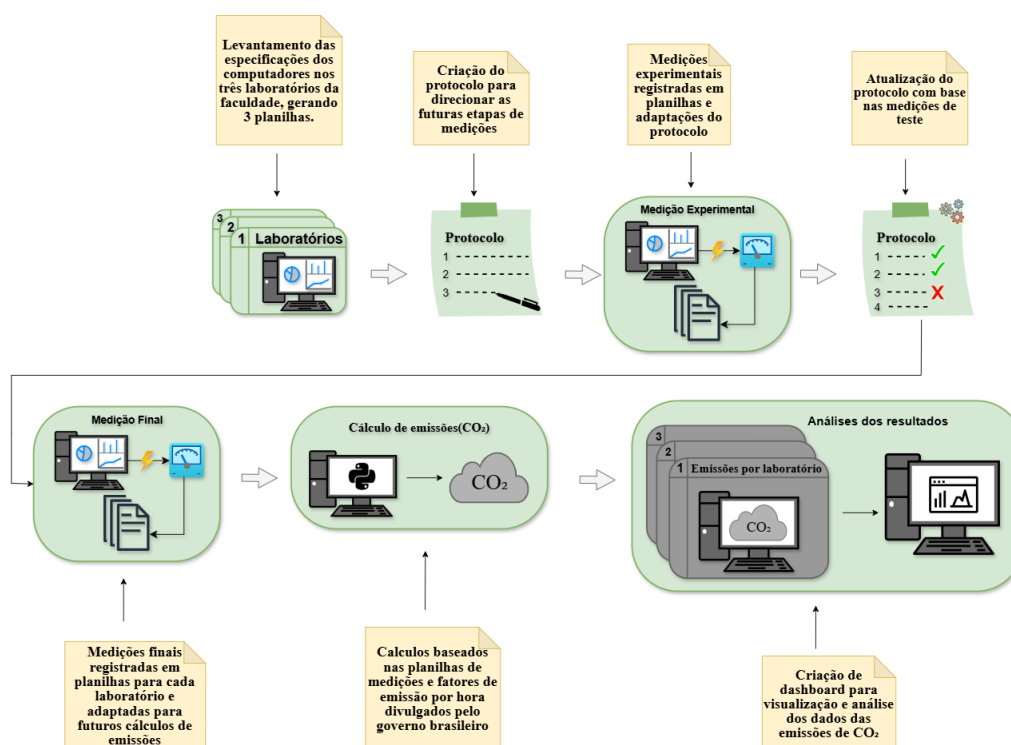 Levantamento das
especificações dos
computadores nos
três laboratórios da
faculdade, gerando
3 planilhas.
Criação do
protocolo para
direcionar as
futuras etapas de
medições
Medições
experimentais
registradas em
planilhas e
adaptações do
protocolo
Atualização do
protocolo com base
nas medições de
teste
3
2
1 Laboratórios
Protocolo
1
2
3
Medição Experimental
Protocolo
1
2
3 X
4
Medição Final
Cálculo de emissões(CO₂)
CO₂
Análises dos resultados
3
2
1 Emissões por laboratório
CO₂
Medições finais
registradas em
planilhas para cada
laboratório e
adaptadas para
futuros cálculos de
emissões
Calculos baseados
nas planilhas de
medições e fatores de
emissão por hora
divulgados pelo
governo brasileiro
Criação de
dashboard para
visualização e análise
dos dados das
emissões de CO₂